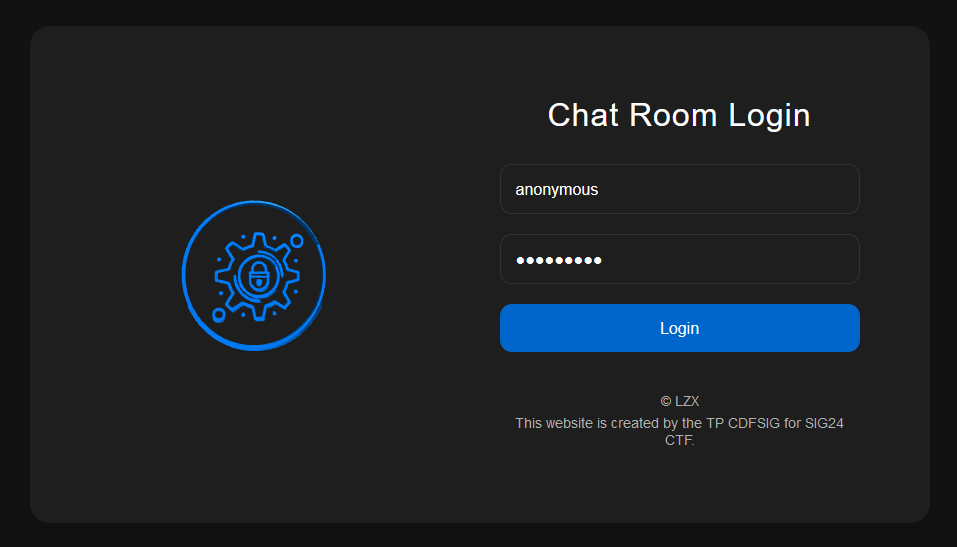 Chat Room Login
anonymous
●●●●●●●●●
Login
© LZX
This website is created by the TP CDFSIG for SIG24
CTF.